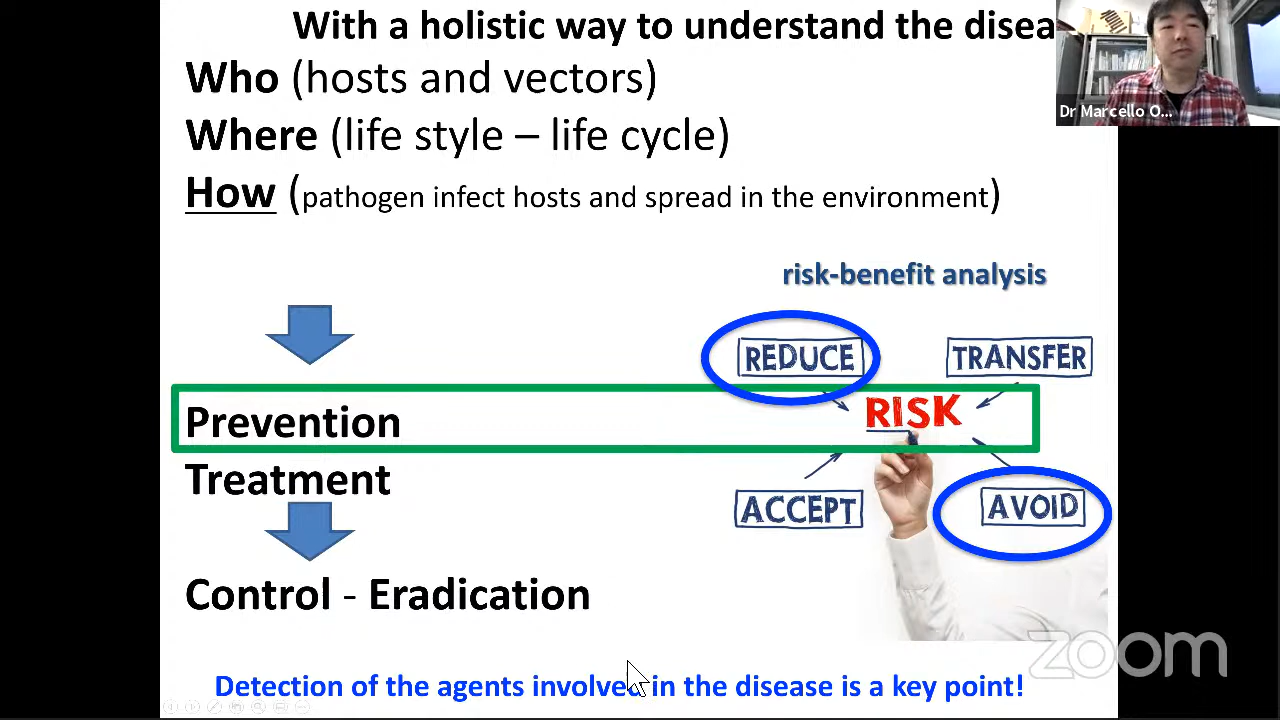 With a holistic way to understand the disea
Who (hosts and vectors)
Where (life style – life cycle)
How (pathogen infect hosts and spread in the environment)
risk-benefit analysis
REDUCE
TRANSFER
RISK
Prevention
Treatment
ACCEPT
AVOID
Control - Eradication
Detection of the agents involved in the disease is a key point!
Dr Marcello O...
zoom